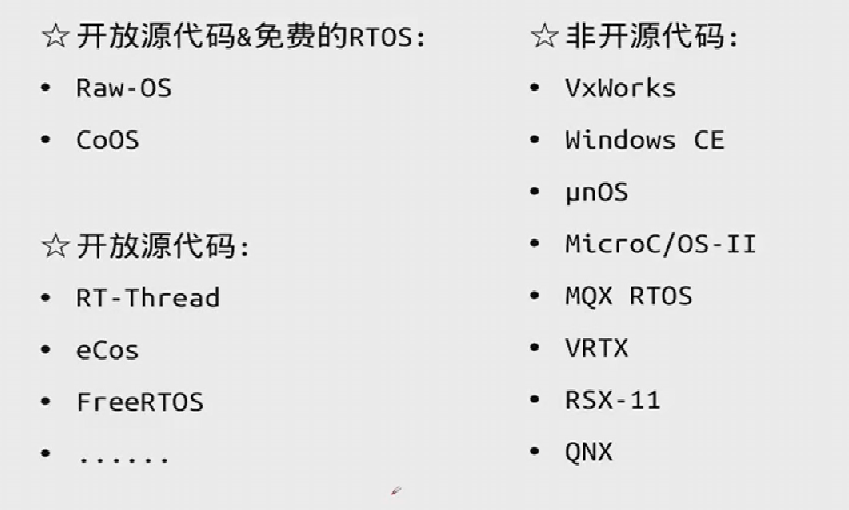 ☆ 开放源代码&免费的RTOS:
• Raw-OS
• CoOS
☆ 开放源代码:
• RT-Thread
• eCos
• FreeRTOS
• ......
☆ 非开源代码:
• VxWorks
• Windows CE
• µnOS
• MicroC/OS-II
• MQX RTOS
• VRTX
• RSX-11
• QNX